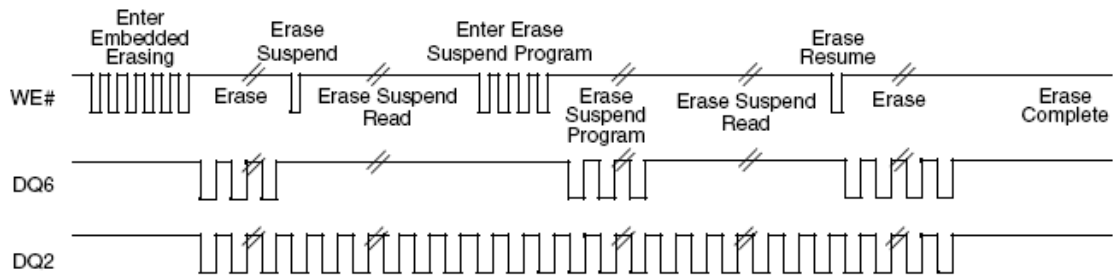 Enter
Embedded
Erasing
Erase
Suspend
Enter Erase
Suspend Program
Erase
Resume
WE#
Erase
Erase Suspend
Read
Erase
Suspend
Program
Erase Suspend
Read
Erase
Erase
Complete
DQ6
DQ2